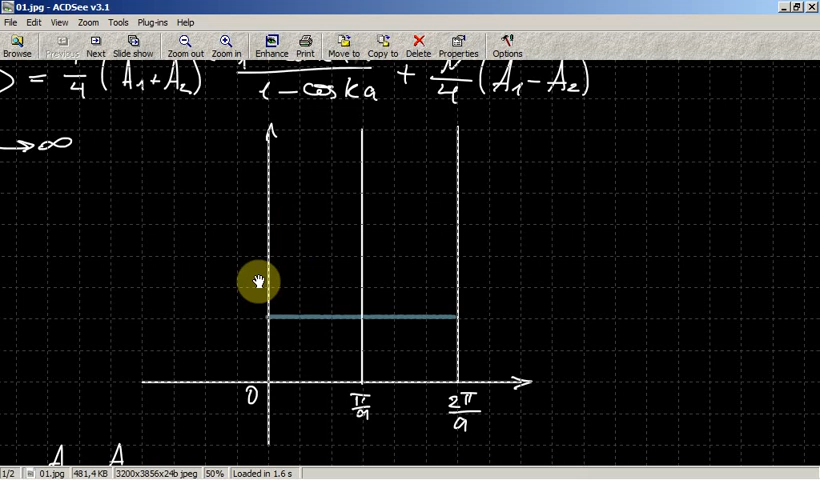 01.jpg - ACDSee v3.1
File Edit View Zoom Tools Plug-ins Help
Browse Previous Next Slide show Zoom out Zoom in Enhance Print Move to Copy to Delete Properties Options
= /4 (A₁+A₂) 1-cos ka + N/4 (A₁-A₂)
→∞
0 π/a 2π/a
A A
1/2 01.jpg 481,4 KB 3200x3856x24b jpeg 50% Loaded in 1.6 s